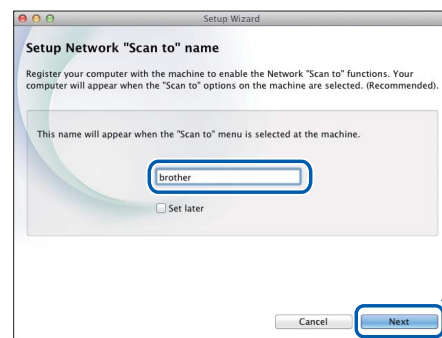 Setup Wizard
Setup Network "Scan to" name
Register your computer with the machine to enable the Network "Scan to" functions. Your
computer will appear when the "Scan to" options on the machine are selected. (Recommended).
This name will appear when the "Scan to" menu is selected at the machine.
brother
Set later
Cancel
Next